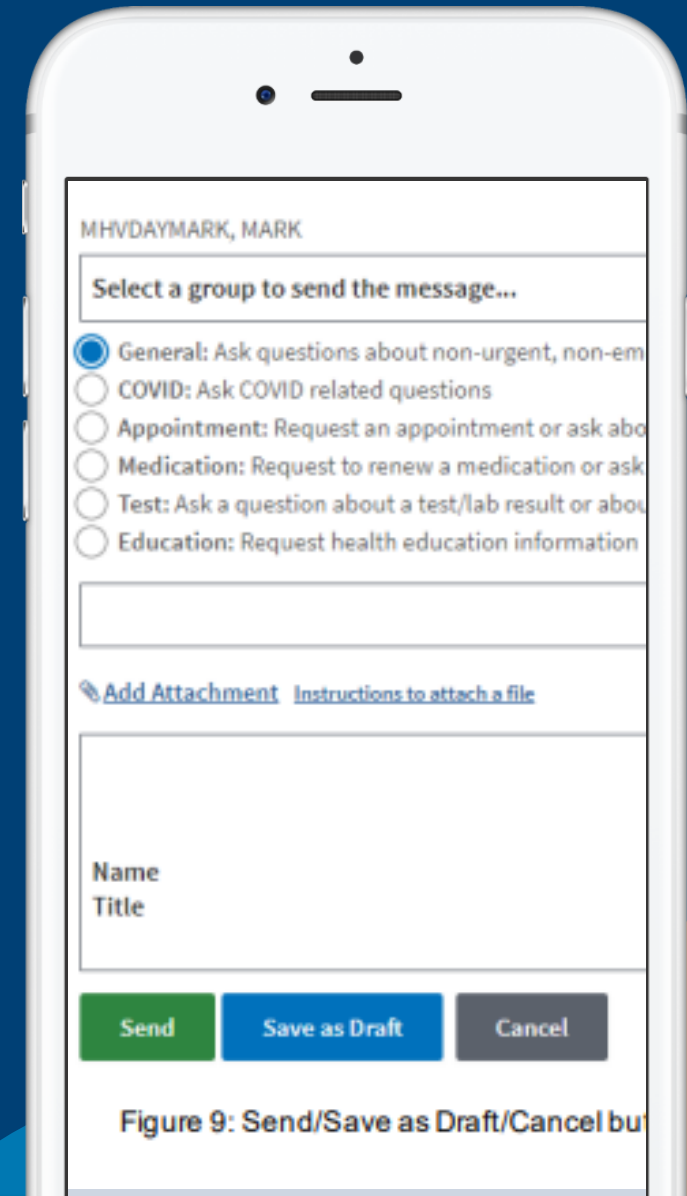 MHVDAYMARK, MARK
Select a group to send the message...
General: Ask questions about non-urgent, non-em
COVID: Ask COVID related questions
Appointment: Request an appointment or ask abo
Medication: Request to renew a medication or ask
Test: Ask a question about a test/lab result or abou
Education: Request health education information
Add Attachment Instructions to attach a file
Name
Title
Send Save as Draft Cancel
Figure 9: Send/Save as Draft/Cancel but